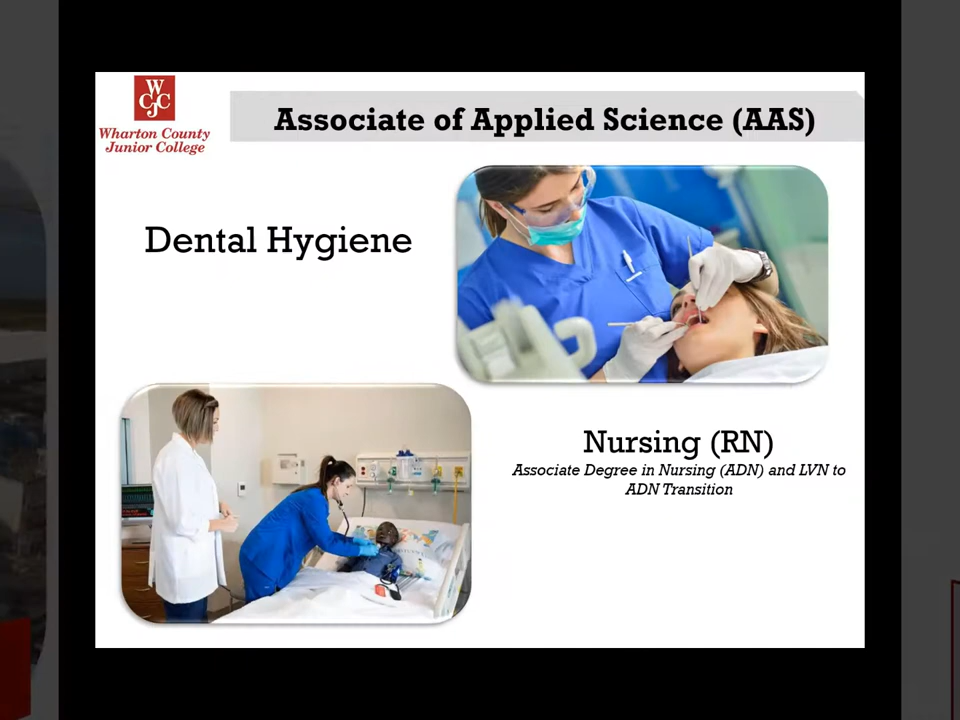 WCJC
Wharton County
Junior College
Associate of Applied Science (AAS)
Dental Hygiene
Nursing (RN)
Associate Degree in Nursing (ADN) and LVN to
ADN Transition